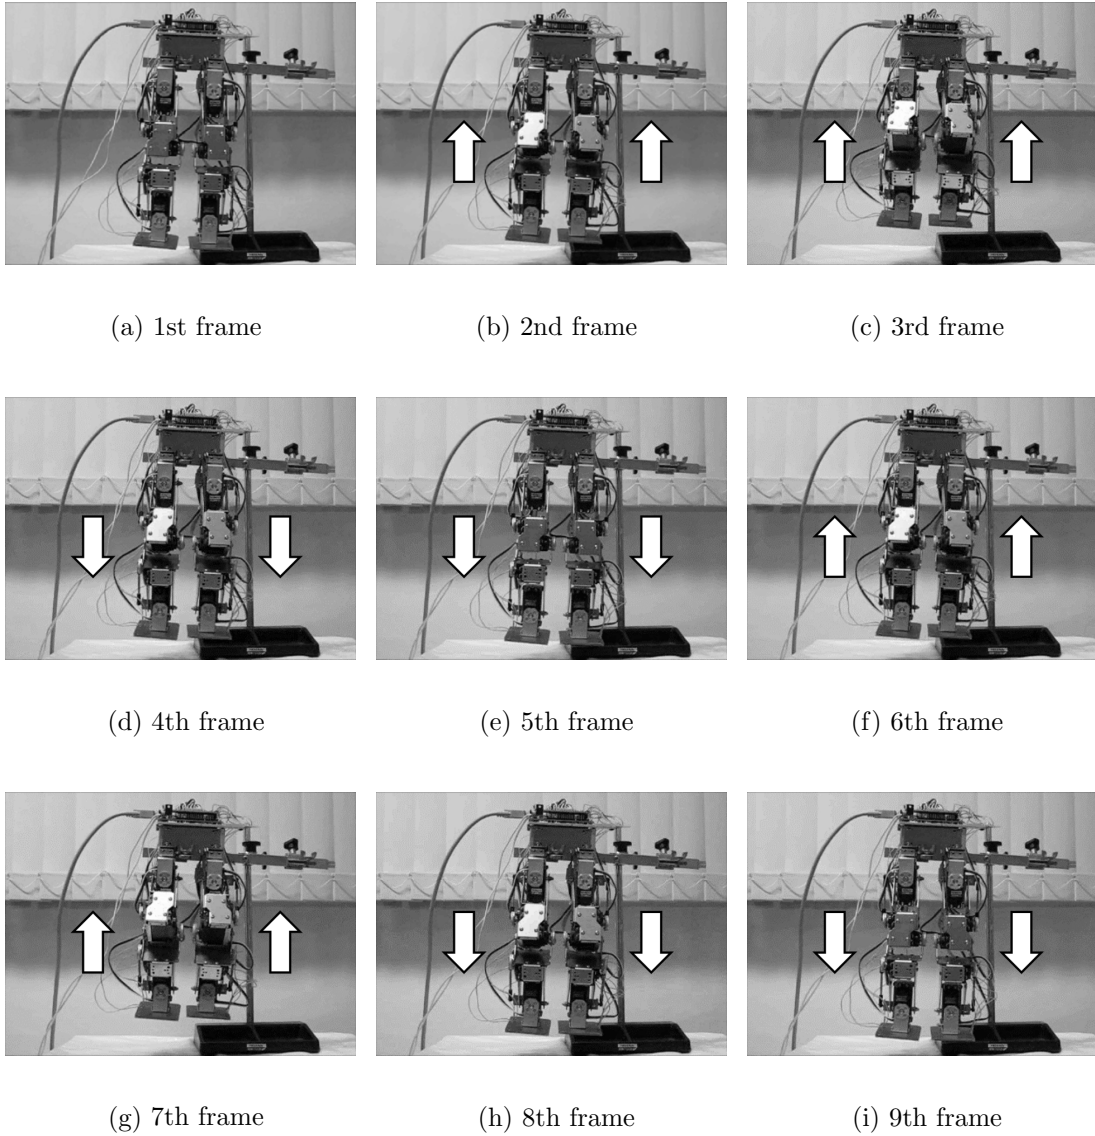 (a) 1st frame
(b) 2nd frame
(c) 3rd frame
(d) 4th frame
(e) 5th frame
(f) 6th frame
(g) 7th frame
(h) 8th frame
(i) 9th frame